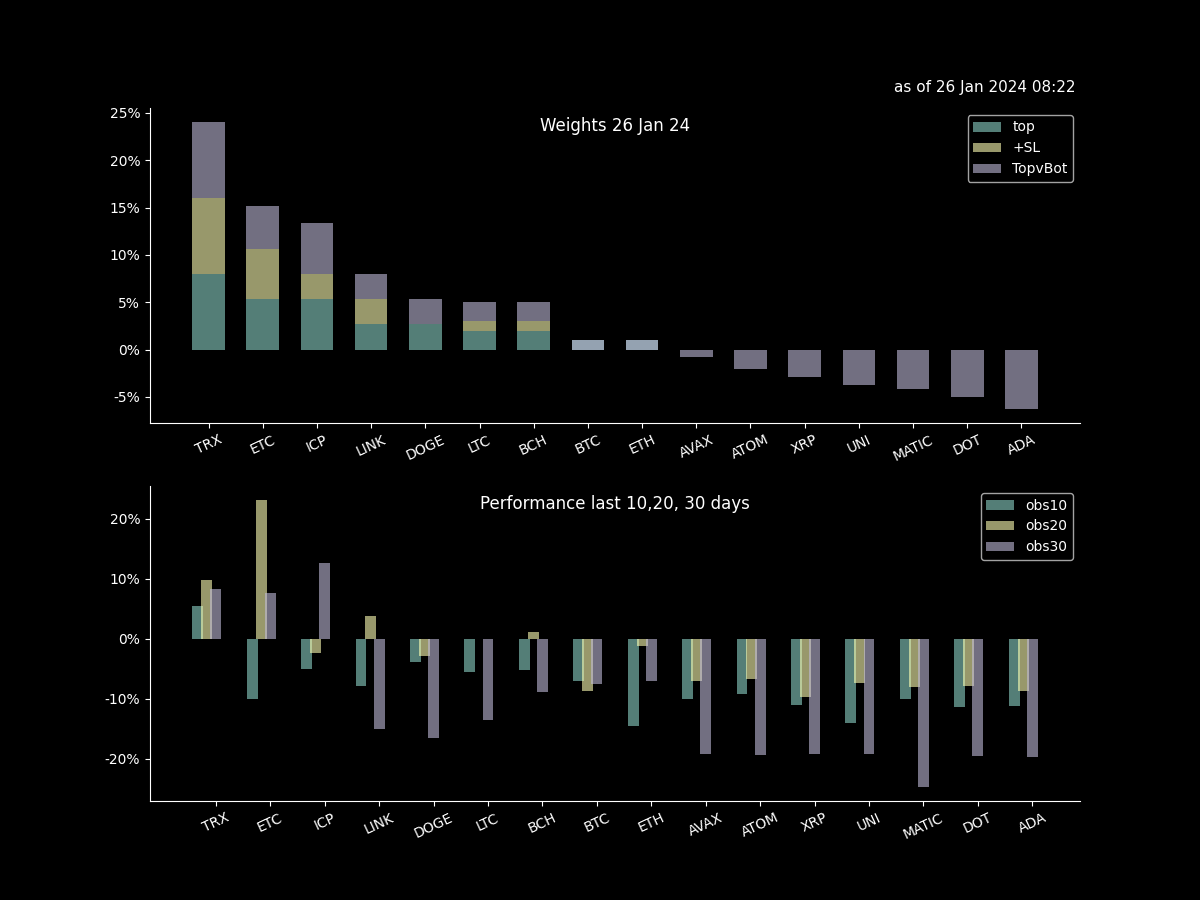 as of 26 Jan 2024 08:22
Weights 26 Jan 24
top
+SL
TopvBot
25%
20%
15%
10%
5%
0%
-5%
TRX ETC ICP LINK DOGE LTC BCH BTC ETH AVAX ATOM XRP UNI MATIC DOT ADA
Performance last 10,20, 30 days
obs10
obs20
obs30
20%
10%
0%
-10%
-20%
TRX ETC ICP LINK DOGE LTC BCH BTC ETH AVAX ATOM XRP UNI MATIC DOT ADA